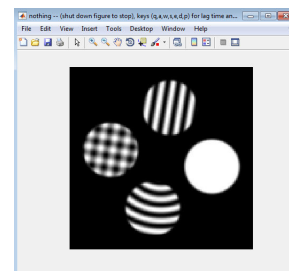 nothing -- (shut down figure to stop), keys (q,a,w,s,e,d,p) for lag time an...
File Edit View Insert Tools Desktop Window Help